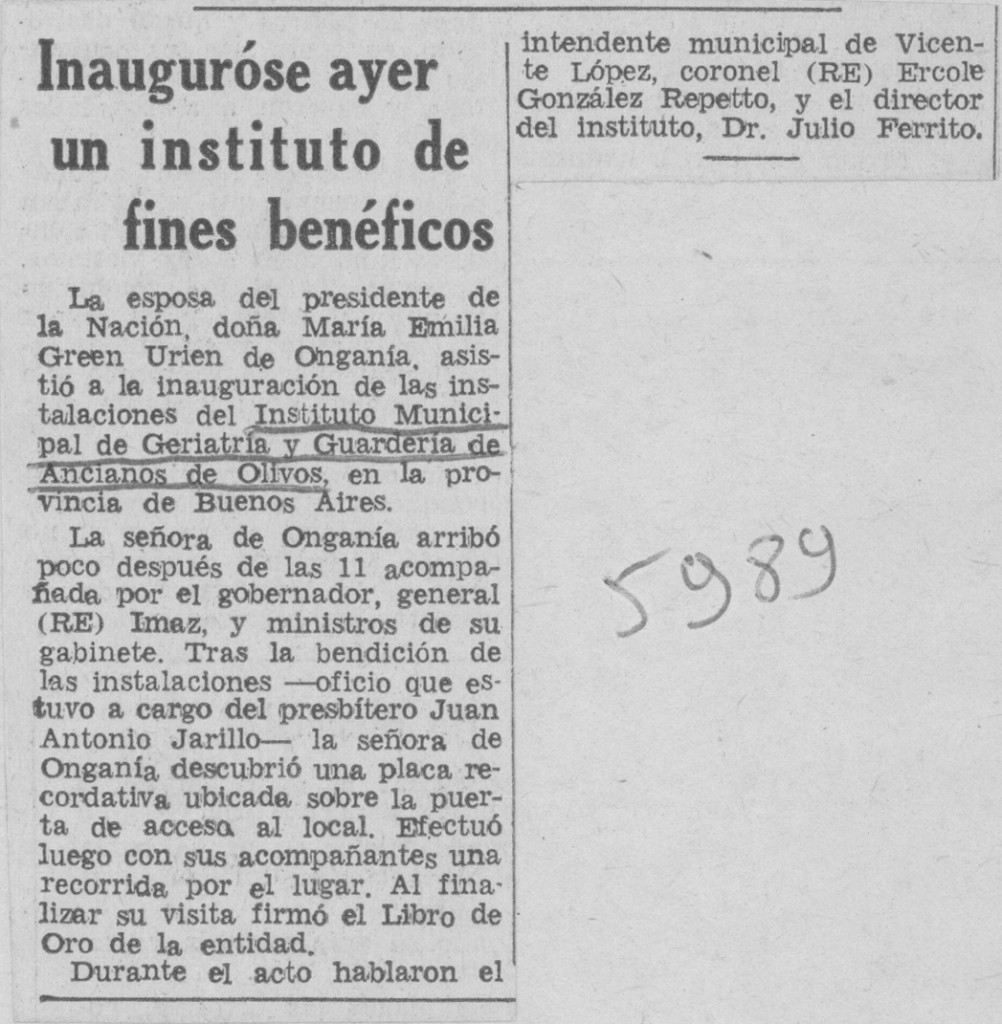 Inauguróse ayer
un instituto de
fines benéficos
La esposa del presidente de
la Nación, doña María Emilia
Green Urien de Onganía, asis-
tió a la inauguración de las ins-
talaciones del Instituto Munici-
pal de Geriatría y Guardería de
Ancianos de Olivos, en la pro-
vincia de Buenos Aires.
La señora de Onganía arribó
poco después de las 11 acompa-
ñada por el gobernador, general
(RE) Imaz, y ministros de su
gabinete. Tras la bendición de
las instalaciones —oficio que es-
tuvo a cargo del presbítero Juan
Antonio Jarillo— la señora de
Onganía descubrió una placa re-
cordativa ubicada sobre la puer-
ta de acceso al local. Efectuó
luego con sus acompañantes una
recorrida por el lugar. Al fina-
lizar su visita firmó el Libro de
Oro de la entidad.
Durante el acto hablaron el
intendente municipal de Vicen-
te López, coronel (RE) Ercole
González Repetto, y el director
del instituto, Dr. Julio Ferrito.
5989